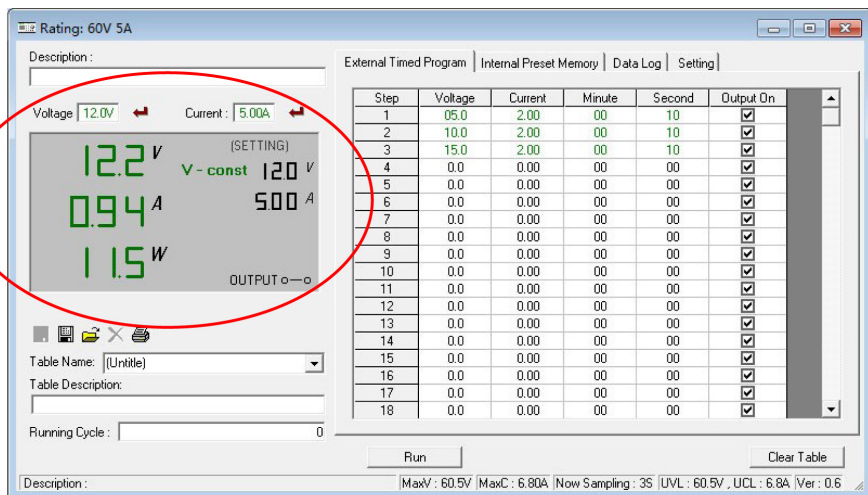 Rating: 60V 5A
Description :
Voltage 12.0V Current : 5.00A
12.2 V
0.94 A
11.5 W
(SETTING)
V - const 12.0 V
5.00 A
OUTPUT
Table Name: (Untitle)
Table Description:
Running Cycle : 0
External Timed Program Internal Preset Memory Data Log Setting
Step Voltage Current Minute Second Output On
1 05.0 2.00 00 10
2 10.0 2.00 00 10
3 15.0 2.00 00 10
4 0.0 0.00 00 00
5 0.0 0.00 00 00
6 0.0 0.00 00 00
7 0.0 0.00 00 00
8 0.0 0.00 00 00
9 0.0 0.00 00 00
10 0.0 0.00 00 00
11 0.0 0.00 00 00
12 0.0 0.00 00 00
13 0.0 0.00 00 00
14 0.0 0.00 00 00
15 0.0 0.00 00 00
16 0.0 0.00 00 00
17 0.0 0.00 00 00
18 0.0 0.00 00 00
Run Clear Table
Description : MaxV : 60.5V MaxC : 6.80A Now Sampling : 3S UVL : 60.5V , UCL : 6.8A Ver : 0.6